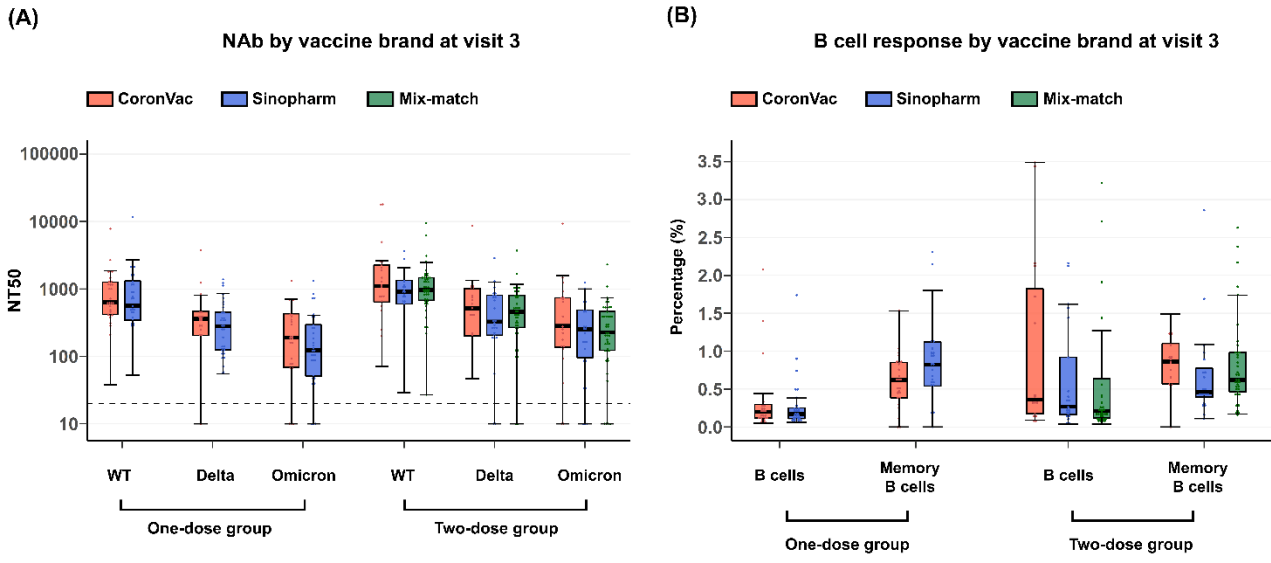 (A)
NAb by vaccine brand at visit 3
CoronVac Sinopharm Mix-match
NT50
100000
10000
1000
100
10
WT Delta Omicron WT Delta Omicron
One-dose group Two-dose group
(B)
B cell response by vaccine brand at visit 3
CoronVac Sinopharm Mix-match
Percentage (%)
3.5
3.0
2.5
2.0
1.5
1.0
0.5
0.0
B cells Memory B cells Memory
B cells B cells
One-dose group Two-dose group